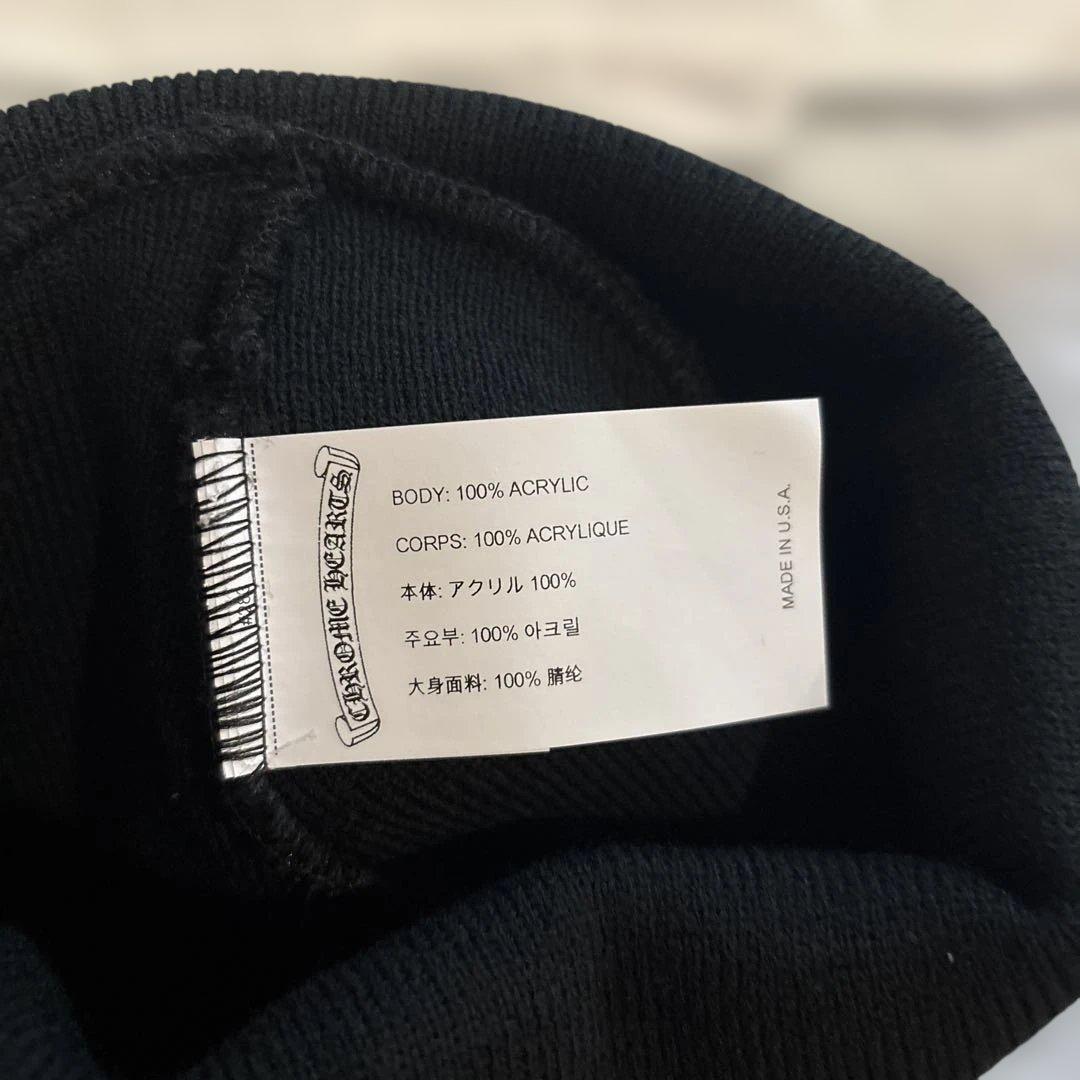 CHROME HEARTS
BODY: 100% ACRYLIC
CORPS: 100% ACRYLIQUE
本体: アクリル 100%
주요부: 100% 아크릴
大身面料: 100% 腈纶
MADE IN U.S.A.